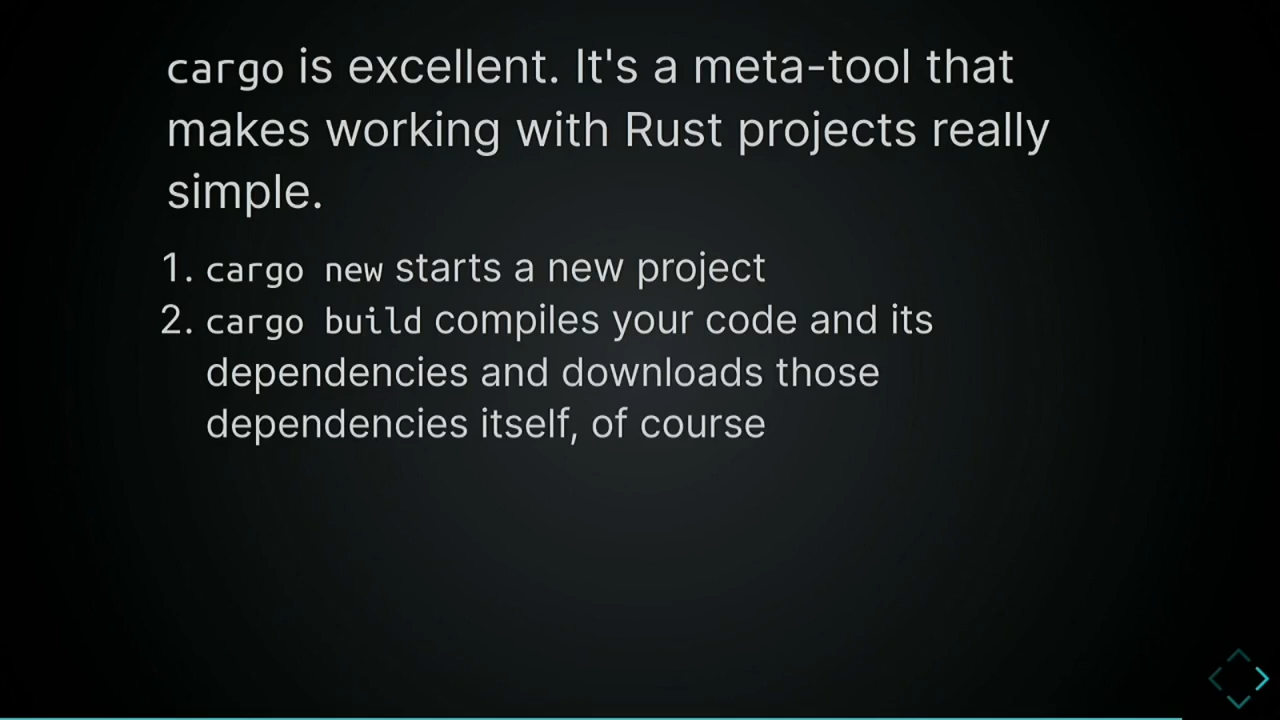 cargo is excellent. It's a meta-tool that
makes working with Rust projects really
simple.
1. cargo new starts a new project
2. cargo build compiles your code and its
dependencies and downloads those
dependencies itself, of course